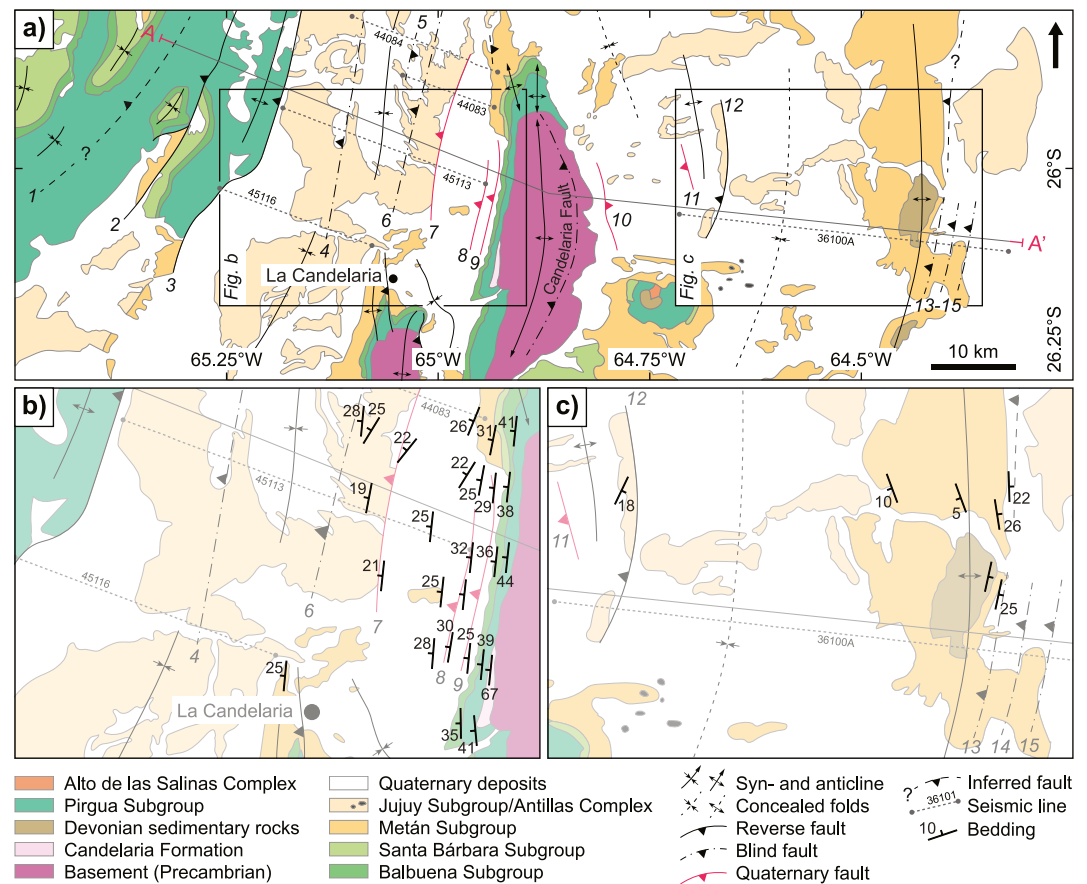 a)
A
5
44084
44083
?
12
?
1
2
3
45116
4
45113
6
7
8
9
10
11
26°S
Candelaria Fault
36100A
A'
Fig. b
La Candelaria
Fig. c
13-15
65.25°W
65°W
64.75°W
64.5°W
10 km
26.25°S
b)
28
25
44083
26
31
41
22
22
25
29
38
45113
19
25
32
36
44
21
25
45116
6
7
30
25
39
28
4
8
9
67
25
La Candelaria
35
41
c)
12
10
5
22
18
26
11
25
36100A
13
14
15
Alto de las Salinas Complex
Pirgua Subgroup
Devonian sedimentary rocks
Candelaria Formation
Basement (Precambrian)
Quaternary deposits
Jujuy Subgroup/Antillas Complex
Metán Subgroup
Santa Bárbara Subgroup
Balbuena Subgroup
Syn- and anticline
Concealed folds
Reverse fault
Blind fault
Quaternary fault
? Inferred fault
36101 Seismic line
10 Bedding